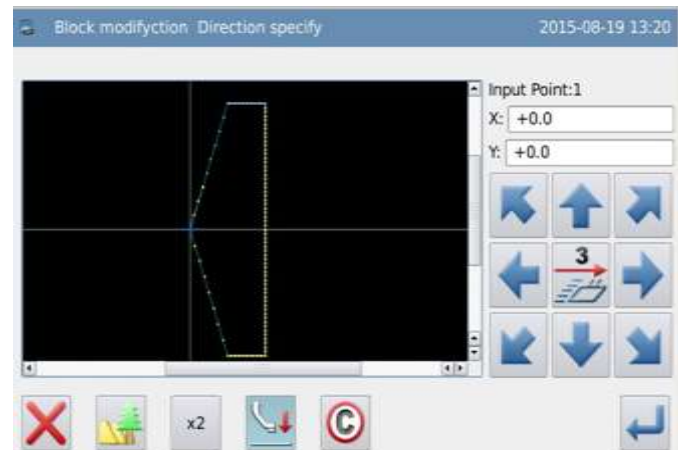 Block modifyction Direction specify 2015-08-19 13:20
Input Point:1
X: +0.0
Y: +0.0
3
x2
C